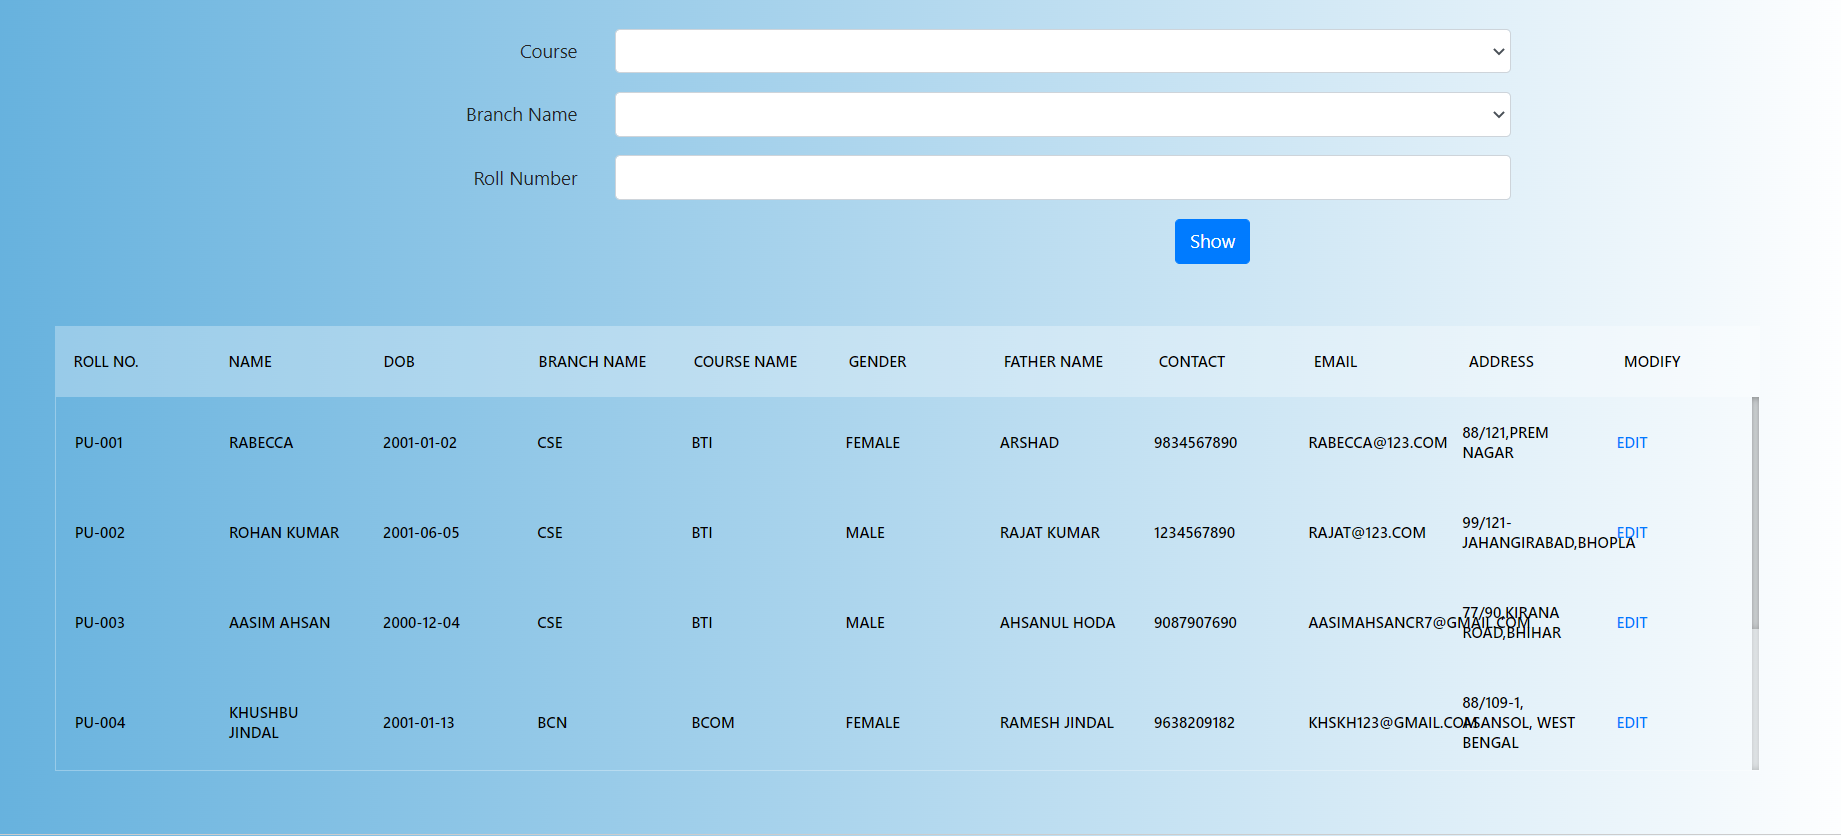 Course
Branch Name
Roll Number
Show
ROLL NO. NAME DOB BRANCH NAME COURSE NAME GENDER FATHER NAME CONTACT EMAIL ADDRESS MODIFY
PU-001 RABECCA 2001-01-02 CSE BTI FEMALE ARSHAD 9834567890 RABECCA@123.COM 88/121,PREM
NAGAR EDIT
PU-002 ROHAN KUMAR 2001-06-05 CSE BTI MALE RAJAT KUMAR 1234567890 RAJAT@123.COM 99/121-
JAHANGIRABAD,BHOPLA EDIT
PU-003 AASIM AHSAN 2000-12-04 CSE BTI MALE AHSANUL HODA 9087907690 AASIMAHSANCR7@GMAIL.COM 77/90,KIRANA
ROAD,BHIHAR EDIT
PU-004 KHUSHBU
JINDAL 2001-01-13 BCN BCOM FEMALE RAMESH JINDAL 9638209182 KHSKH123@GMAIL.COM 88/109-1,
ASANSOL, WEST
BENGAL EDIT